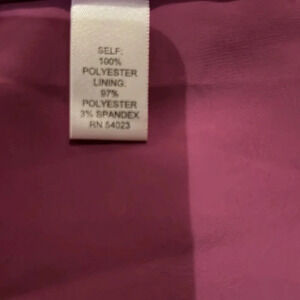 SELF:
100%
POLYESTER
LINING:
97%
POLYESTER
3% SPANDEX
RN 54023